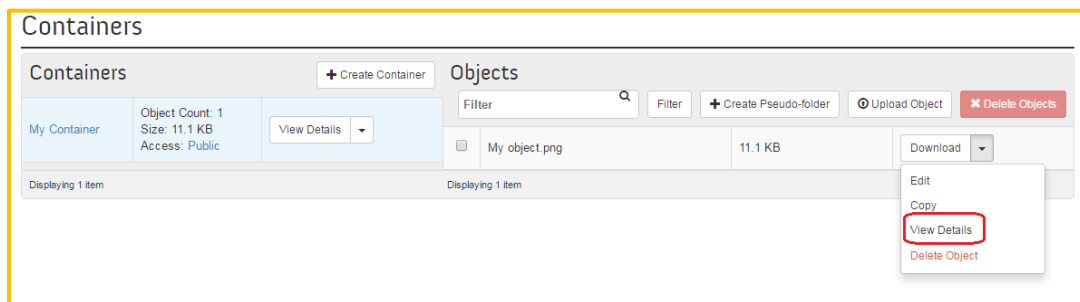 Containers
Containers
+ Create Container
My Container
Object Count: 1
Size: 11.1 KB
Access: Public
View Details
Displaying 1 item
Objects
Filter
Filter
+ Create Pseudo-folder
Upload Object
✖ Delete Objects
My object.png
11.1 KB
Download
Displaying 1 item
Edit
Copy
View Details
Delete Object